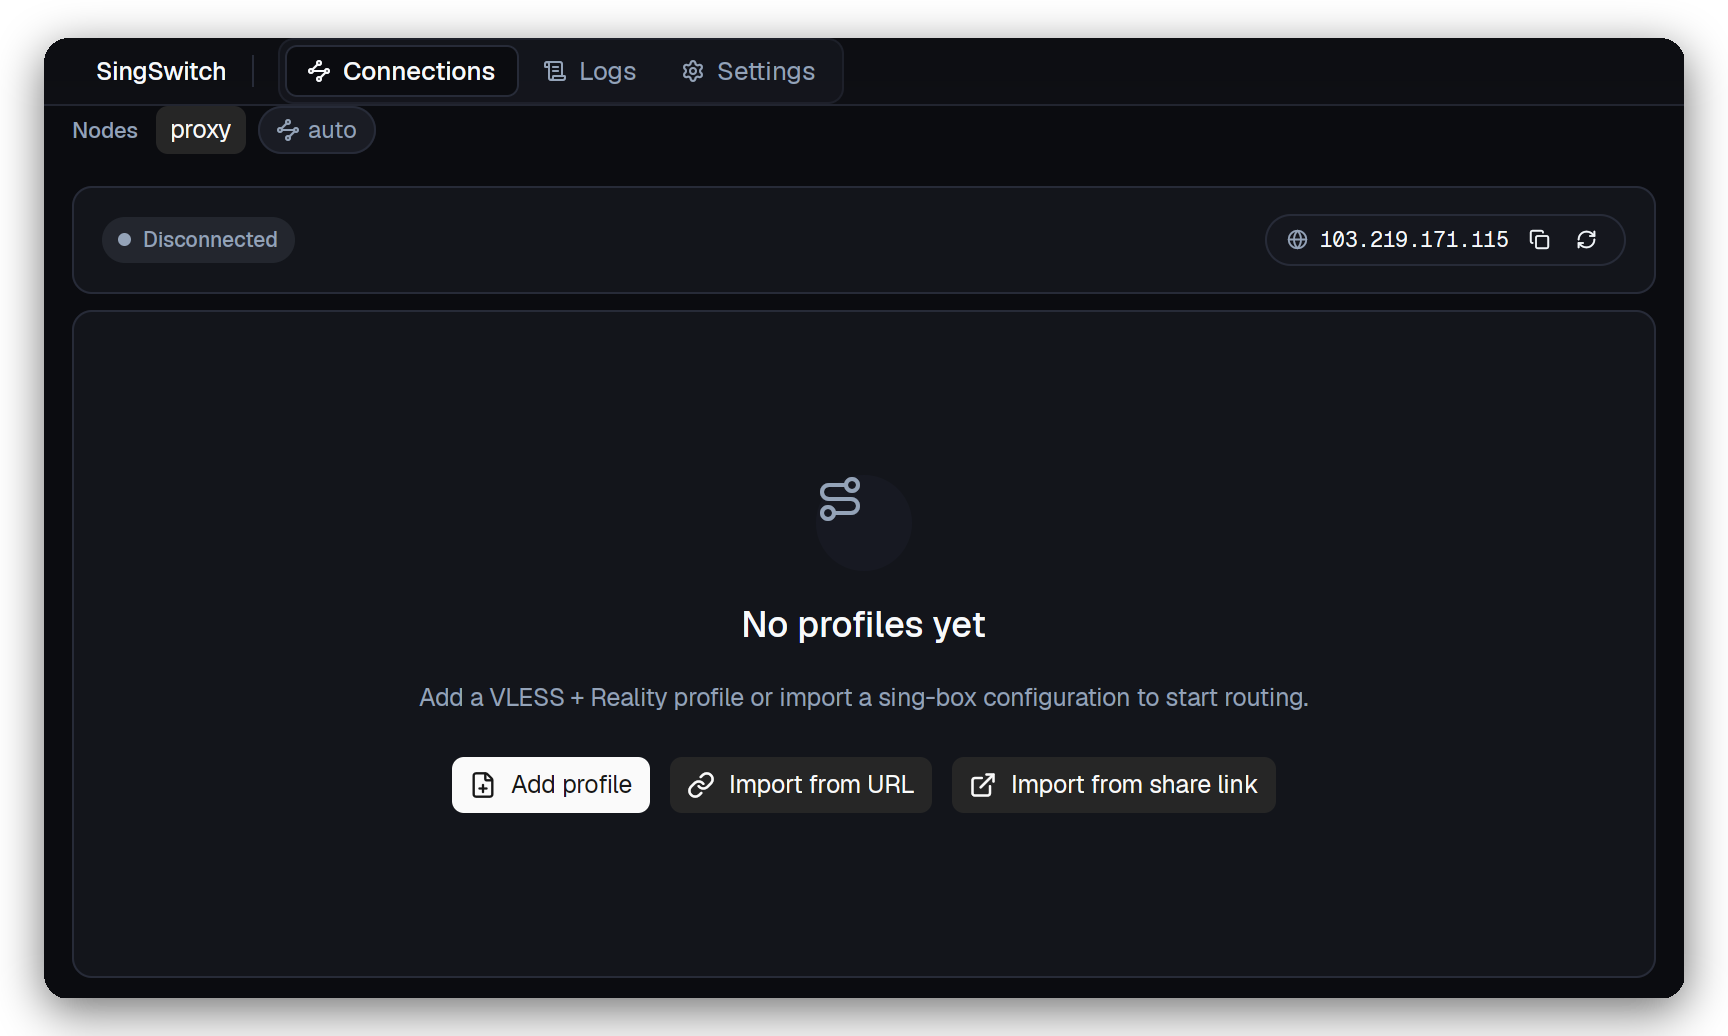 SingSwitch Connections Logs Settings
Nodes proxy auto
Disconnected 103.219.171.115
No profiles yet
Add a VLESS + Reality profile or import a sing-box configuration to start routing.
Add profile Import from URL Import from share link